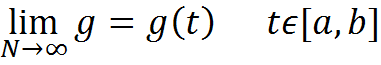 lim N→∞ g = g(t)   tϵ[a, b]